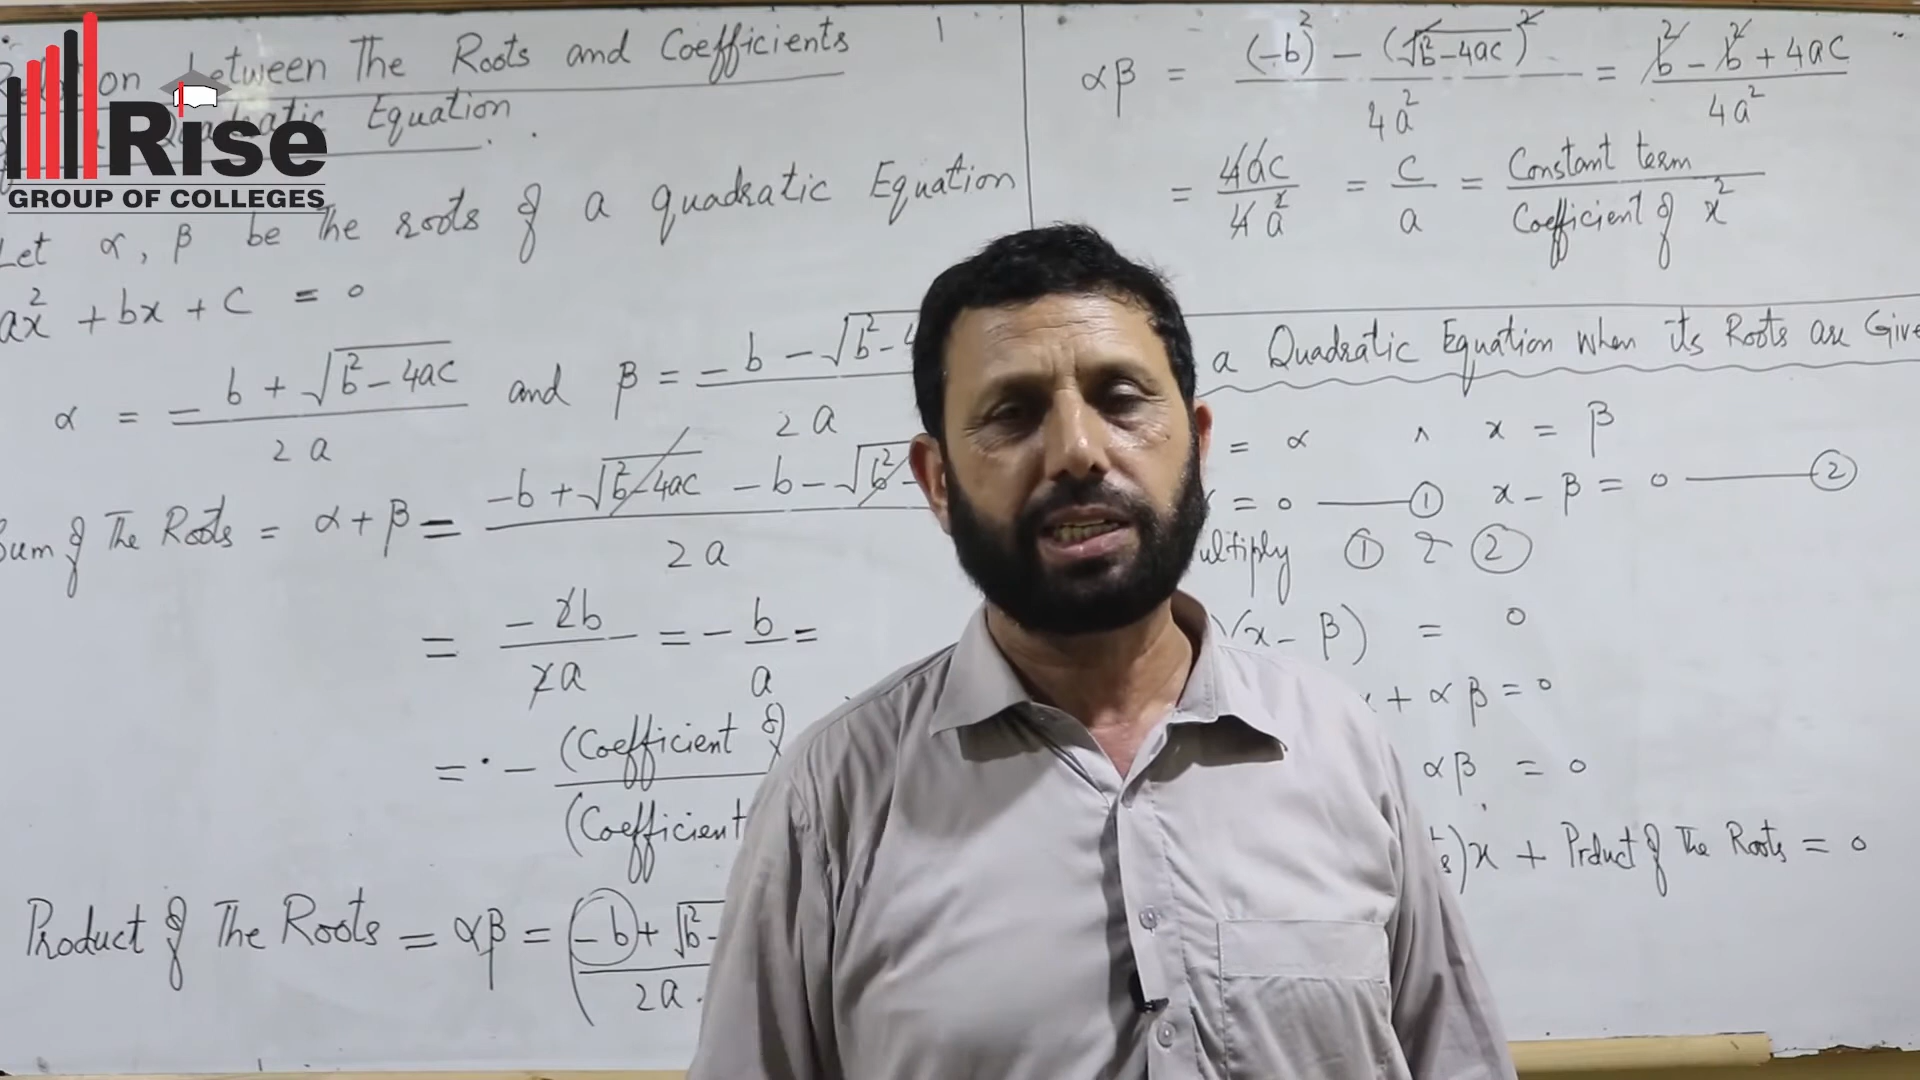 Rise
GROUP OF COLLEGES
between The Roots and Coefficients
Quadratic Equation.
Let α, β be The roots of a quadratic Equation
ax² + bx + c = 0
α = -b + √b² - 4ac / 2a and β = -b - √b² - 4 / 2a
Sum of The Roots = α + β = -b + √b² - 4ac - b - √b² - / 2a
= -2b / 2a = - b / a =
= - (Coefficient of / (Coefficient
Product of The Roots = αβ = (-b + √b² - / 2a
αβ = (-b)² - (√b² - 4ac)² / 4a² = b² - b² + 4ac / 4a²
= 4ac / 4a² = c / a = Constant term / Coefficient of x²
a Quadratic Equation when its Roots are Give
= α ∧ x = β
= 0 — ① x - β = 0 — ②
ultiply ① & ②
)(x - β) = 0
+ αβ = 0
αβ = 0
)x + Prduct of The Roots = 0